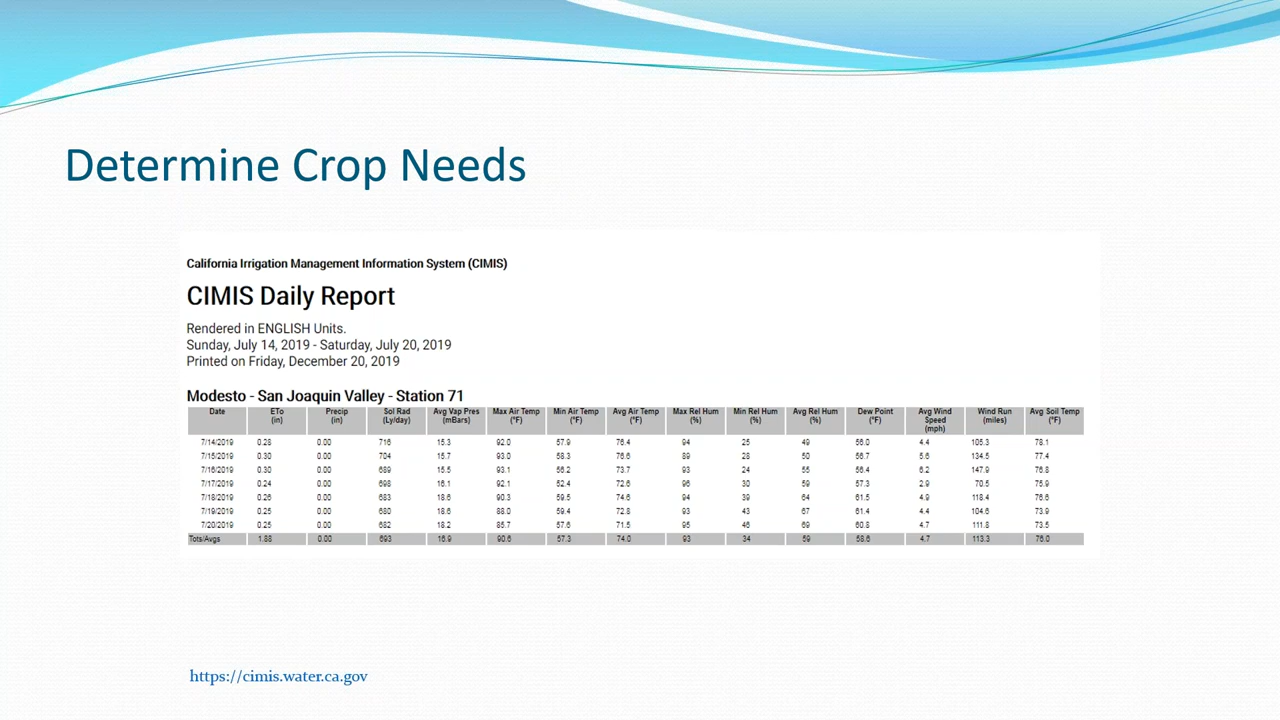 Determine Crop Needs
California Irrigation Management Information System (CIMIS)
CIMIS Daily Report
Rendered in ENGLISH Units.
Sunday, July 14, 2019 - Saturday, July 20, 2019
Printed on Friday, December 20, 2019
Modesto - San Joaquin Valley - Station 71
Date ETo (in) Precip (in) Sol Rad (Ly/day) Avg Vap Pres (mBars) Max Air Temp (°F) Min Air Temp (°F) Avg Air Temp (°F) Max Rel Hum (%) Min Rel Hum (%) Avg Rel Hum (%) Dew Point (°F) Avg Wind Speed (mph) Wind Run (miles) Avg Soil Temp (°F)
7/14/2019 0.28 0.00 716 15.3 92.0 57.9 76.4 94 25 49 56.0 4.4 105.3 78.1
7/15/2019 0.30 0.00 704 15.7 93.0 58.3 76.6 89 28 50 56.7 5.6 134.5 77.4
7/16/2019 0.30 0.00 689 15.5 93.1 56.2 73.7 93 24 55 56.4 6.2 147.9 76.8
7/17/2019 0.24 0.00 698 16.1 92.1 52.4 72.6 96 30 59 57.3 2.9 70.5 75.9
7/18/2019 0.26 0.00 683 18.6 90.3 59.5 74.6 94 39 64 61.5 4.9 118.4 76.6
7/19/2019 0.25 0.00 680 18.6 88.0 59.4 72.8 93 43 67 61.4 4.4 104.6 73.9
7/20/2019 0.25 0.00 682 18.2 85.7 57.6 71.5 95 46 69 60.8 4.7 111.8 73.5
Tots/Avgs 1.88 0.00 693 16.9 90.6 57.3 74.0 93 34 59 58.6 4.7 113.3 76.0
https://cimis.water.ca.gov